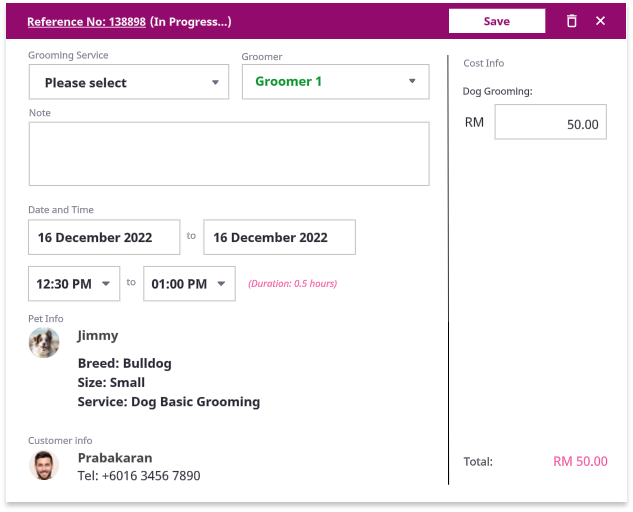 Reference No: 138898 (In Progress...)
Save
Grooming Service
Please select
Groomer
Groomer 1
Note
Date and Time
16 December 2022 to 16 December 2022
12:30 PM to 01:00 PM (Duration: 0.5 hours)
Pet Info
Jimmy
Breed: Bulldog
Size: Small
Service: Dog Basic Grooming
Customer info
Prabakaran
Tel: +6016 3456 7890
Cost Info
Dog Grooming:
RM 50.00
Total: RM 50.00